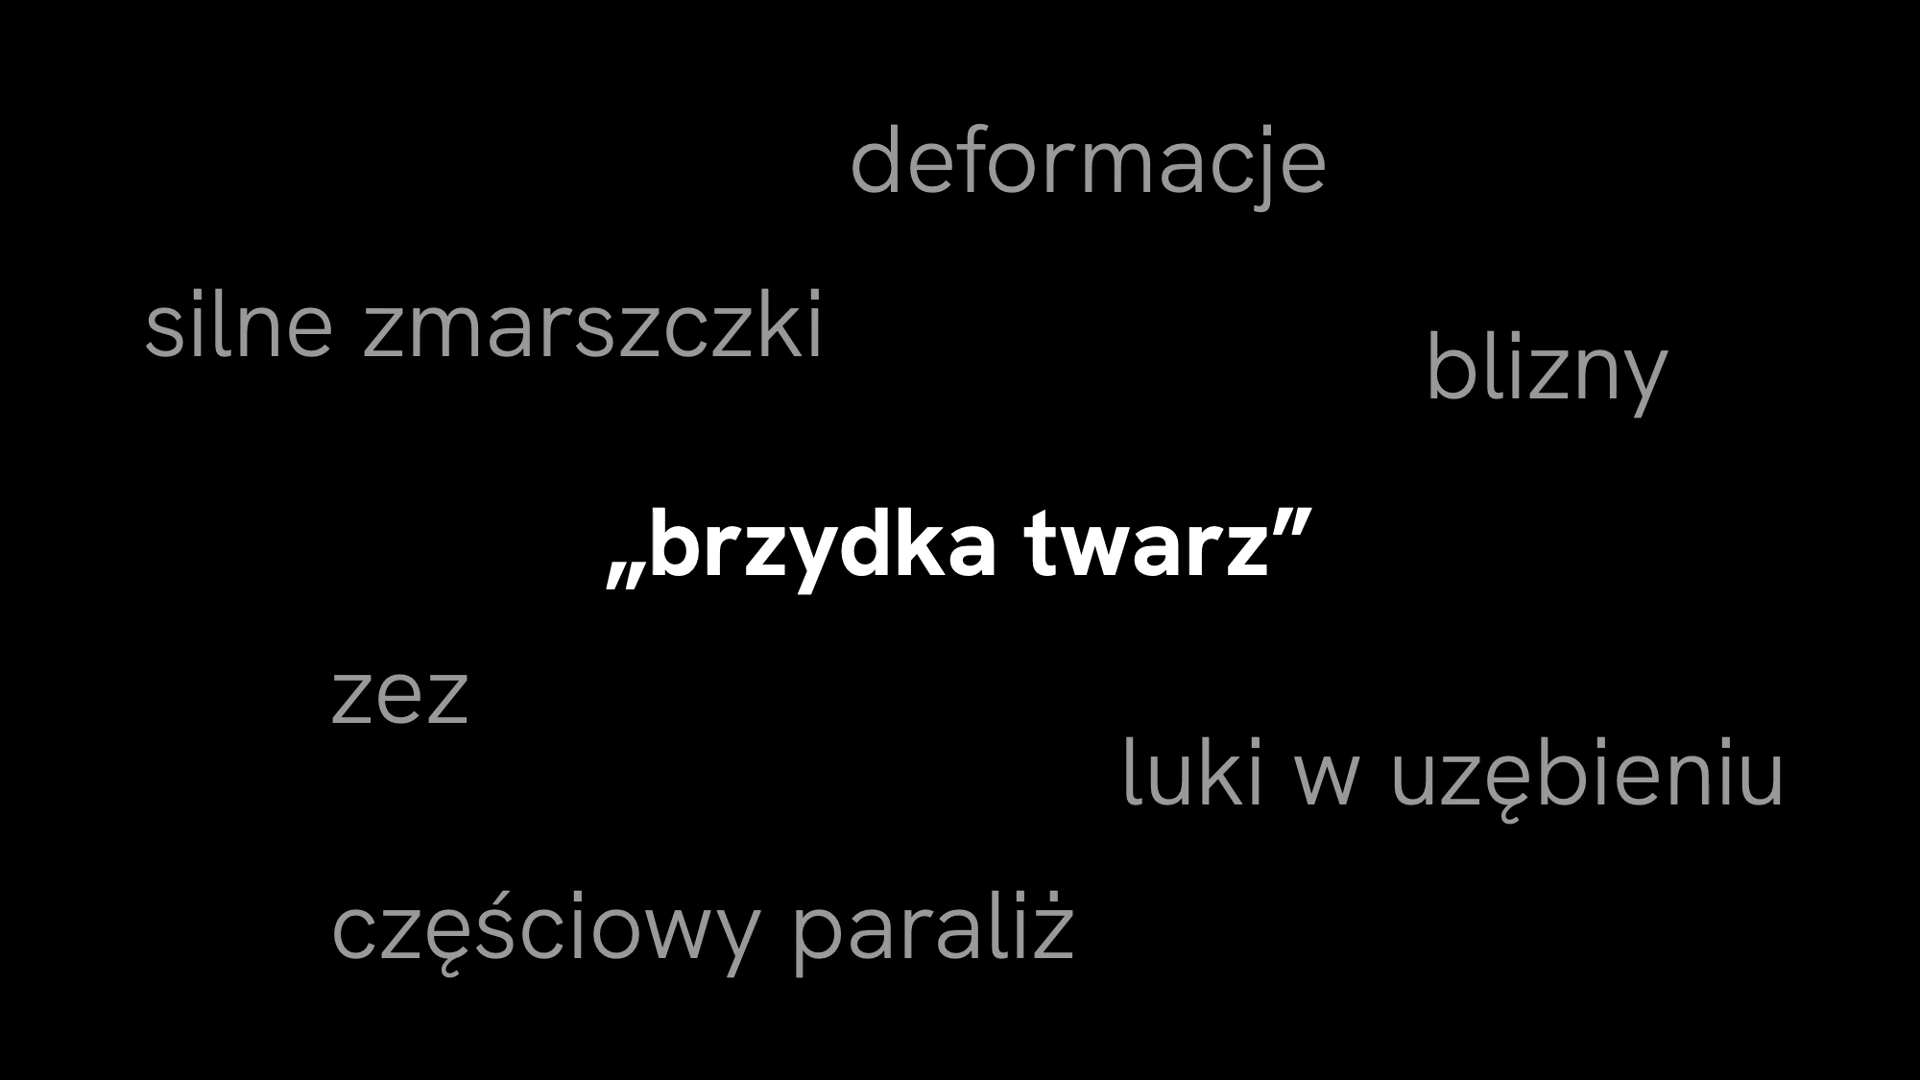 deformacje
silne zmarszczki
blizny
„brzydka twarz”
zez
luki w uzębieniu
częściowy paraliż